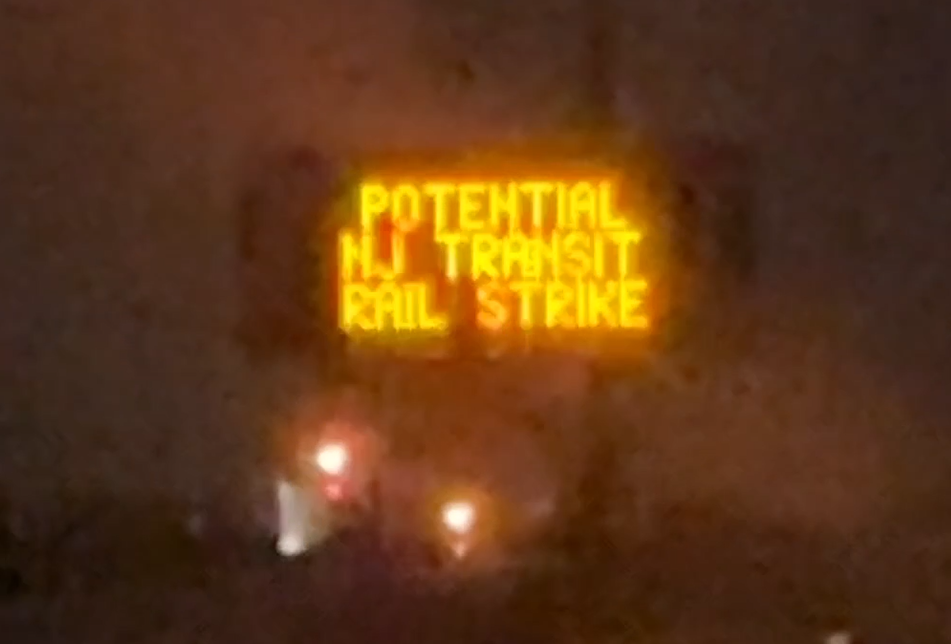 POTENTIAL
NJ TRANSIT
RAIL STRIKE